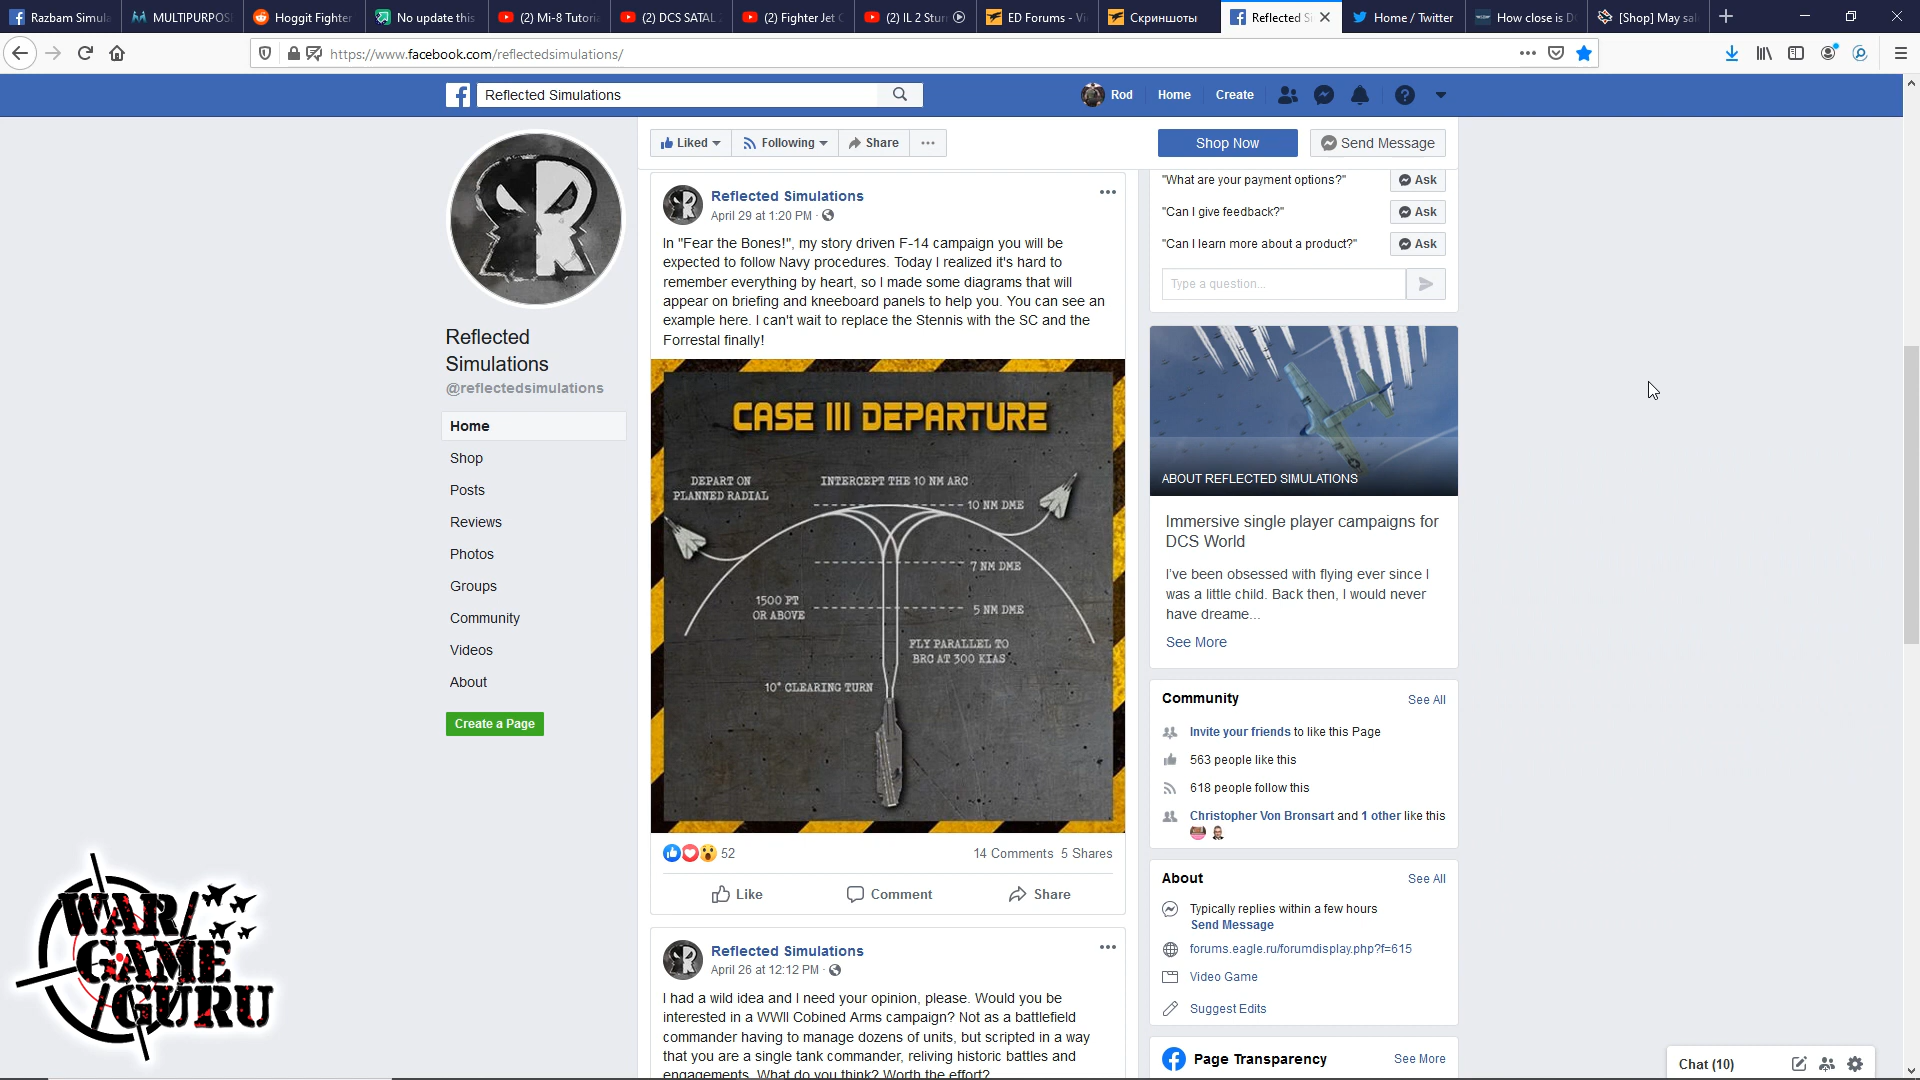 Razbam Simula
MULTIPURPOS
Hoggit Fighter
No update this
(2) Mi-8 Tutoria
(2) DCS SATAL
(2) Fighter Jet
(2) IL 2 Stur
ED Forums - Vi
Скриншоты
Reflected S
Home / Twitter
How close is D
[Shop] May sal
https://www.facebook.com/reflectedsimulations/
Reflected Simulations
Rod
Home
Create
Liked
Following
Share
Shop Now
Send Message
Reflected
Simulations
@reflectedsimulations
Home
Shop
Posts
Reviews
Photos
Groups
Community
Videos
About
Create a Page
Reflected Simulations
April 29 at 1:20 PM ·
In "Fear the Bones!", my story driven F-14 campaign you will be
expected to follow Navy procedures. Today I realized it's hard to
remember everything by heart, so I made some diagrams that will
appear on briefing and kneeboard panels to help you. You can see an
example here. I can't wait to replace the Stennis with the SC and the
Forrestal finally!
CASE III DEPARTURE
DEPART ON
PLANNED RADIAL
INTERCEPT THE 10 NM ARC
10 NM DME
7 NM DME
1500 FT
OR ABOVE
5 NM DME
FLY PARALLEL TO
BRC AT 300 KIAS
10° CLEARING TURN
52
14 Comments 5 Shares
Like
Comment
Share
Reflected Simulations
April 26 at 12:12 PM ·
I had a wild idea and I need your opinion, please. Would you be
interested in a WWII Cobined Arms campaign? Not as a battlefield
commander having to manage dozens of units, but scripted in a way
that you are a single tank commander, reliving historic battles and
engagements. What do you think? Worth the effort?
"What are your payment options?"
Ask
"Can I give feedback?"
Ask
"Can I learn more about a product?"
Ask
Type a question...
ABOUT REFLECTED SIMULATIONS
Immersive single player campaigns for
DCS World
I've been obsessed with flying ever since I
was a little child. Back then, I would never
have dreame...
See More
Community
See All
Invite your friends to like this Page
563 people like this
618 people follow this
Christopher Von Bronsart and 1 other like this
About
See All
Typically replies within a few hours
Send Message
forums.eagle.ru/forumdisplay.php?f=615
Video Game
Suggest Edits
Page Transparency
See More
Chat (10)
WAR/
GAME
/GURU